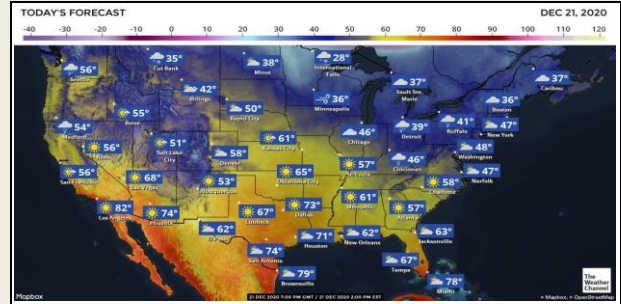 TODAY'S FORECAST
DEC 21, 2020
-40 -30 -20 -10 0 10 20 30 40 50 60 70 80 90 100 110 120
56° Seattle
35° Cut Bank
38° Minot
28° International Falls
37° Sault Ste. Marie
37° Caribou
42° Billings
50° Rapid City
36° Minneapolis
36° Boston
55° Boise
54° Medford
46° Chicago
39° Detroit
41° Buffalo
47° New York
56° Reno
51° Salt Lake City
61° Kansas City
58° Denver
57° St. Louis
46° Cincinnati
48° Washington
47° Norfolk
56° San Francisco
68° Las Vegas
53° Albuquerque
65° Oklahoma City
61° Memphis
58° Charlotte
82° Los Angeles
74° Phoenix
67° Lubbock
73° Dallas
57° Atlanta
62° El Paso
71° Houston
62° New Orleans
63° Jacksonville
74° San Antonio
67° Tampa
79° Brownsville
78° Miami
The
Weather
Channel
Mapbox
21 DEC 2020 7:00 PM GMT / 21 DEC 2020 2:00 PM EST
© Mapbox, © OpenStreetMap